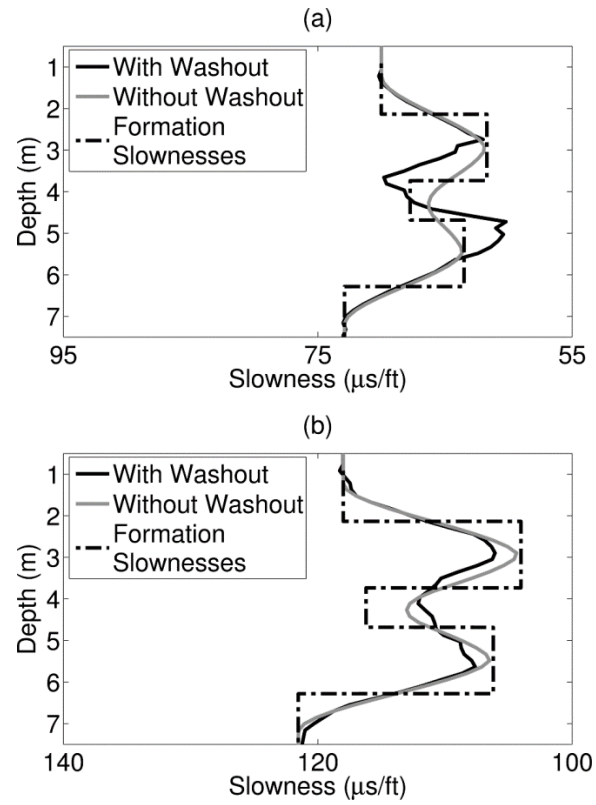 (a)
With Washout
Without Washout
Formation
Slownesses
1
2
3
4
5
6
7
Depth (m)
95
75
55
Slowness (μs/ft)
(b)
With Washout
Without Washout
Formation
Slownesses
1
2
3
4
5
6
7
Depth (m)
140
120
100
Slowness (μs/ft)